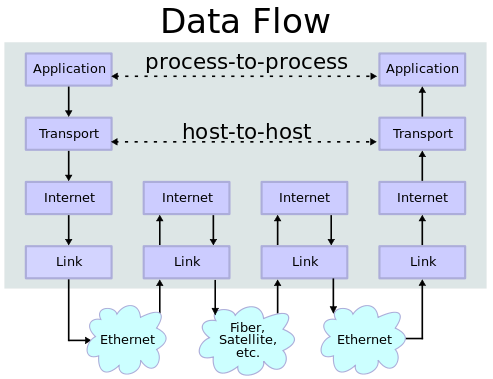 Data Flow
Application
process-to-process
Application
Transport
host-to-host
Transport
Internet
Internet
Internet
Internet
Link
Link
Link
Link
Ethernet
Fiber,
Satellite,
etc.
Ethernet